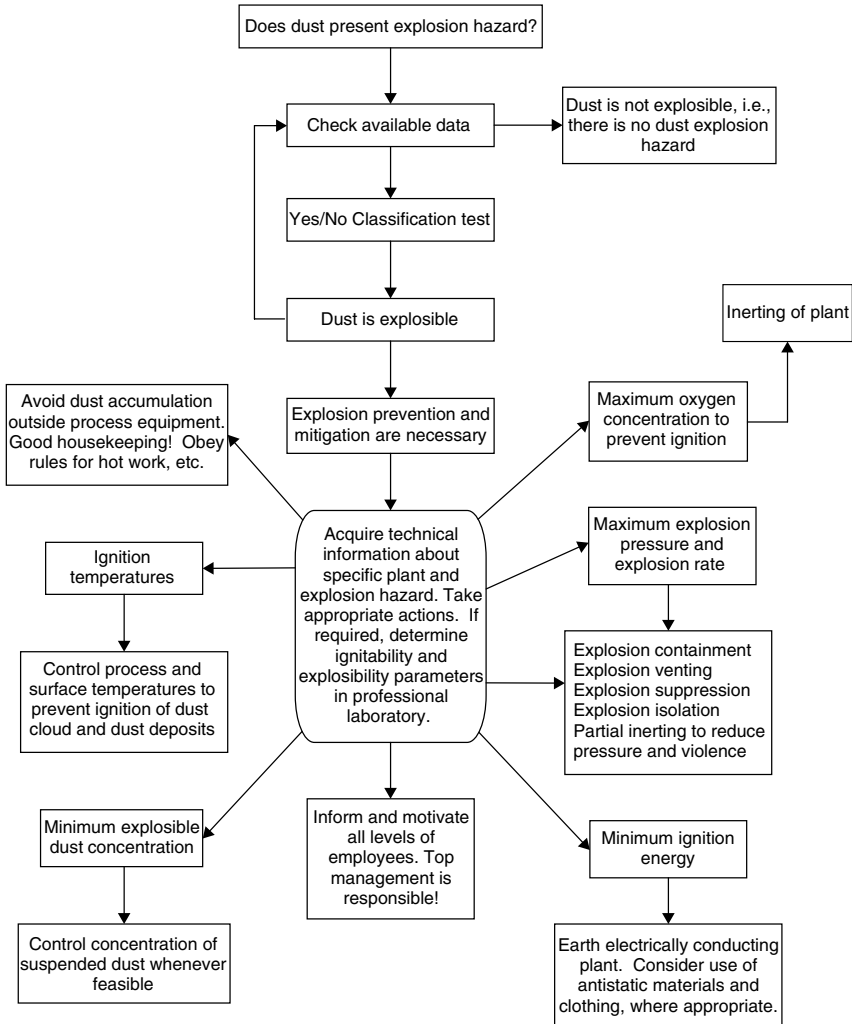 Does dust present explosion hazard?
Check available data
Dust is not explosible, i.e.,
there is no dust explosion
hazard
Yes/No Classification test
Dust is explosible
Inerting of plant
Avoid dust accumulation
outside process equipment.
Good housekeeping! Obey
rules for hot work, etc.
Explosion prevention and
mitigation are necessary
Maximum oxygen
concentration to
prevent ignition
Acquire technical
information about
specific plant and
explosion hazard. Take
appropriate actions. If
required, determine
ignitability and
explosibility parameters
in professional
laboratory.
Maximum explosion
pressure and
explosion rate
Ignition
temperatures
Explosion containment
Explosion venting
Explosion suppression
Explosion isolation
Partial inerting to reduce
pressure and violence
Control process and
surface temperatures to
prevent ignition of dust
cloud and dust deposits
Minimum explosible
dust concentration
Inform and motivate
all levels of
employees. Top
management is
responsible!
Minimum ignition
energy
Control concentration of
suspended dust whenever
feasible
Earth electrically conducting
plant. Consider use of
antistatic materials and
clothing, where appropriate.